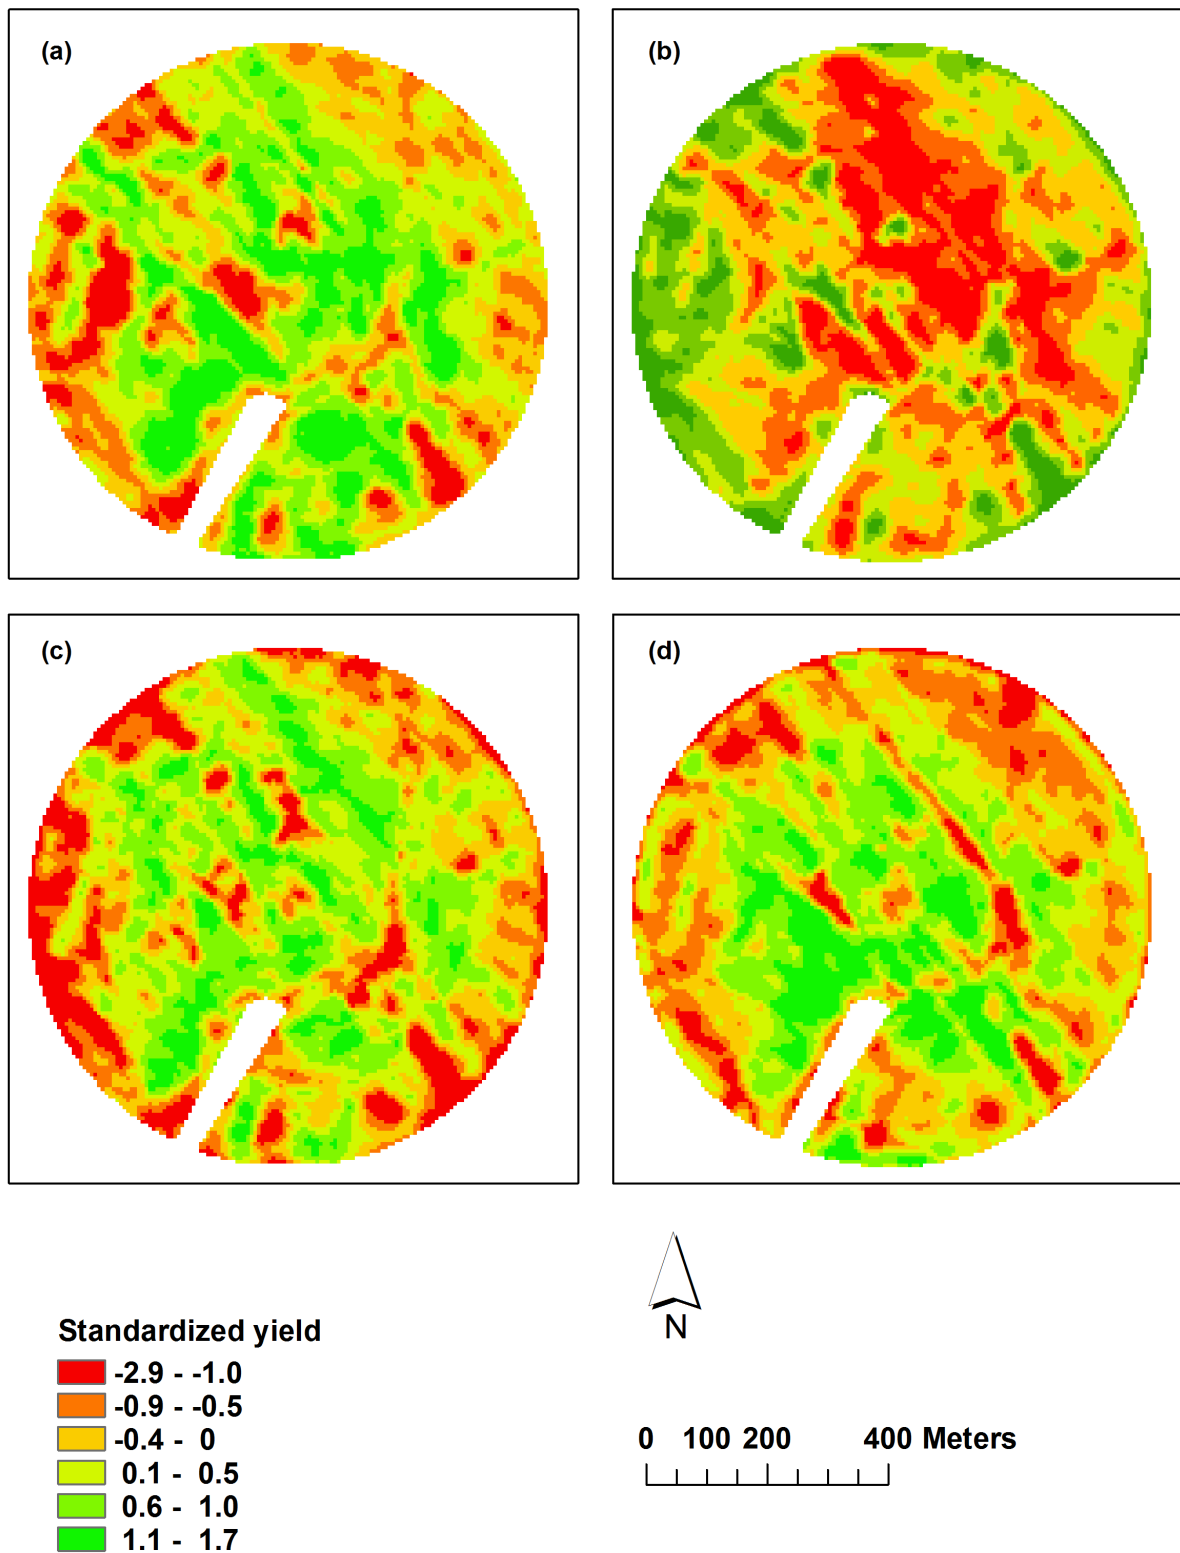 (a)
(b)
(c)
(d)
N
Standardized yield
-2.9 - -1.0
-0.9 - -0.5
-0.4 - 0
0.1 - 0.5
0.6 - 1.0
1.1 - 1.7
0 100 200 400 Meters